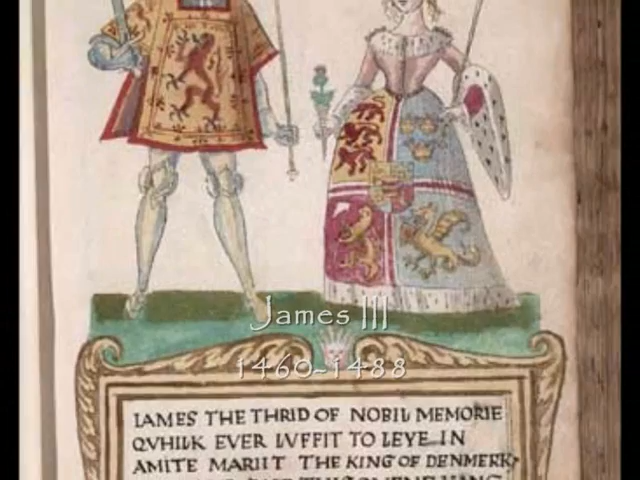 James III
1460-1488
IAMES THE THRID OF NOBIL MEMORIE
QVHILK EVER LVFFIT TO LEVE IN
AMITE MARIIT THE KING OF DENMERK